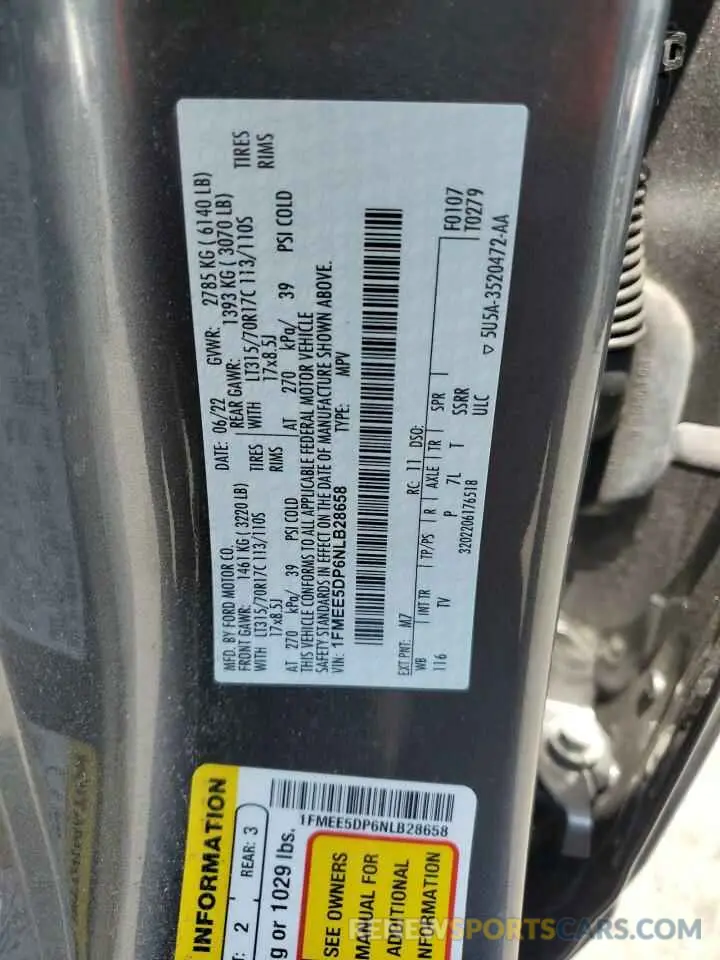 MFD. BY FORD MOTOR CO.
DATE: 06/22
GVWR: 2785 KG ( 6140 LB)
FRONT GAWR: 1461 KG ( 3220 LB)
REAR GAWR: 1393 KG ( 3070 LB)
WITH LT315/70R17C 113/110S TIRES
WITH LT315/70R17C 113/110S TIRES
17x8.5J RIMS
17x8.5J RIMS
AT 270 kPa/ 39 PSI COLD
AT 270 kPa/ 39 PSI COLD
THIS VEHICLE CONFORMS TO ALL APPLICABLE FEDERAL MOTOR VEHICLE
SAFETY STANDARDS IN EFFECT ON THE DATE OF MANUFACTURE SHOWN ABOVE.
VIN: 1FMEE5DP6NLB28658
TYPE: MPV
EXT PNT: M7
RC: 11
DSO:
F0107
T0279
WB
INT TR
TP/PS
R
AXLE
TR
SPR
116
TV
P
7L
T
SSRR
3202206176518
ULC
▽ 5U5A-3520472-AA
INFORMATION
2
REAR: 3
1029 lbs.
1FMEE5DP6NLB28658
SEE OWNERS
MANUAL FOR
ADDITIONAL
INFORMATION
RENEWSPORTSCARS.COM